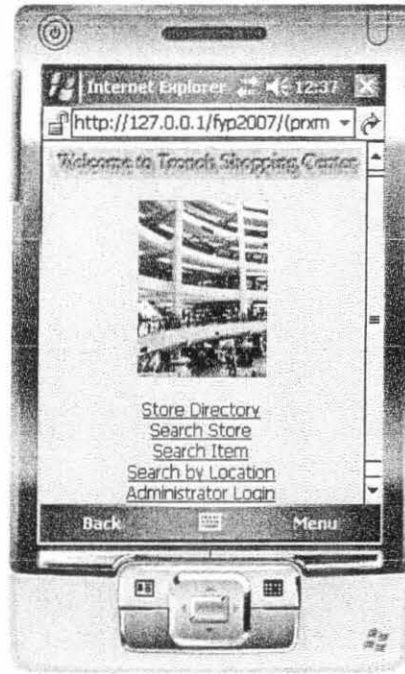 Internet Explorer 12:37
http://127.0.0.1/fyp2007/(prxm
Welcome to Tronoh Shopping Center
Store Directory
Search Store
Search Item
Search by Location
Administrator Login
Back Menu